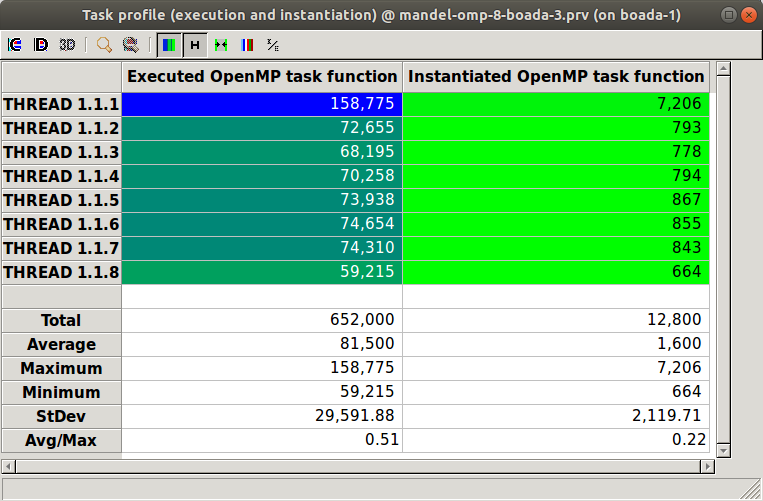 Task profile (execution and instantiation) @ mandel-omp-8-boada-3.prv (on boada-1)
3D
Executed OpenMP task function Instantiated OpenMP task function
THREAD 1.1.1 158,775 7,206
THREAD 1.1.2 72,655 793
THREAD 1.1.3 68,195 778
THREAD 1.1.4 70,258 794
THREAD 1.1.5 73,938 867
THREAD 1.1.6 74,654 855
THREAD 1.1.7 74,310 843
THREAD 1.1.8 59,215 664
Total 652,000 12,800
Average 81,500 1,600
Maximum 158,775 7,206
Minimum 59,215 664
StDev 29,591.88 2,119.71
Avg/Max 0.51 0.22